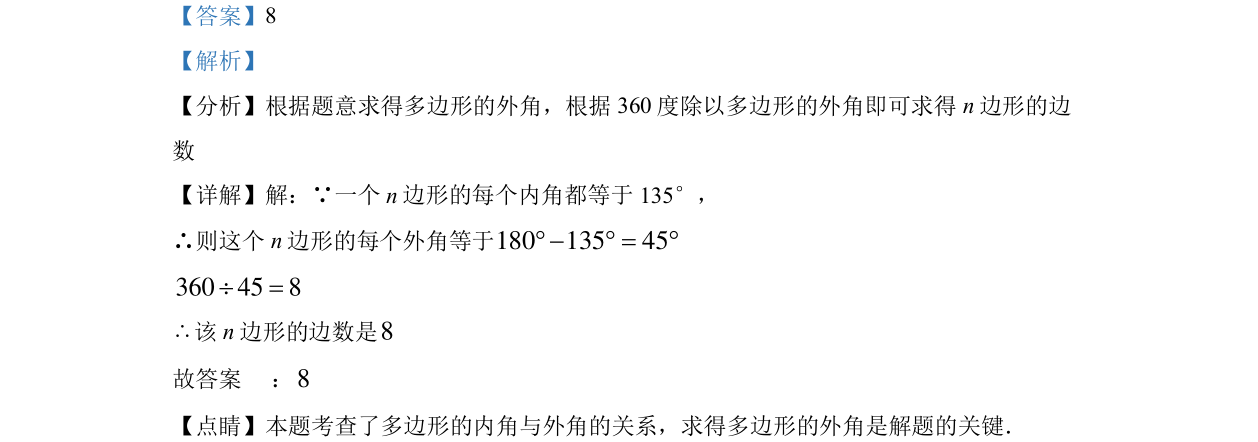 【答案】8
【解析】
【分析】根据题意求得多边形的外角，根据 360 度除以多边形的外角即可求得 n 边形的边
数
【详解】解：∵一个 n 边形的每个内角都等于 135°，
∴则这个 n 边形的每个外角等于180°−135°=45°
360÷45=8
∴该 n 边形的边数是8
故答案 ：8
【点睛】本题考查了多边形的内角与外角的关系，求得多边形的外角是解题的关键．